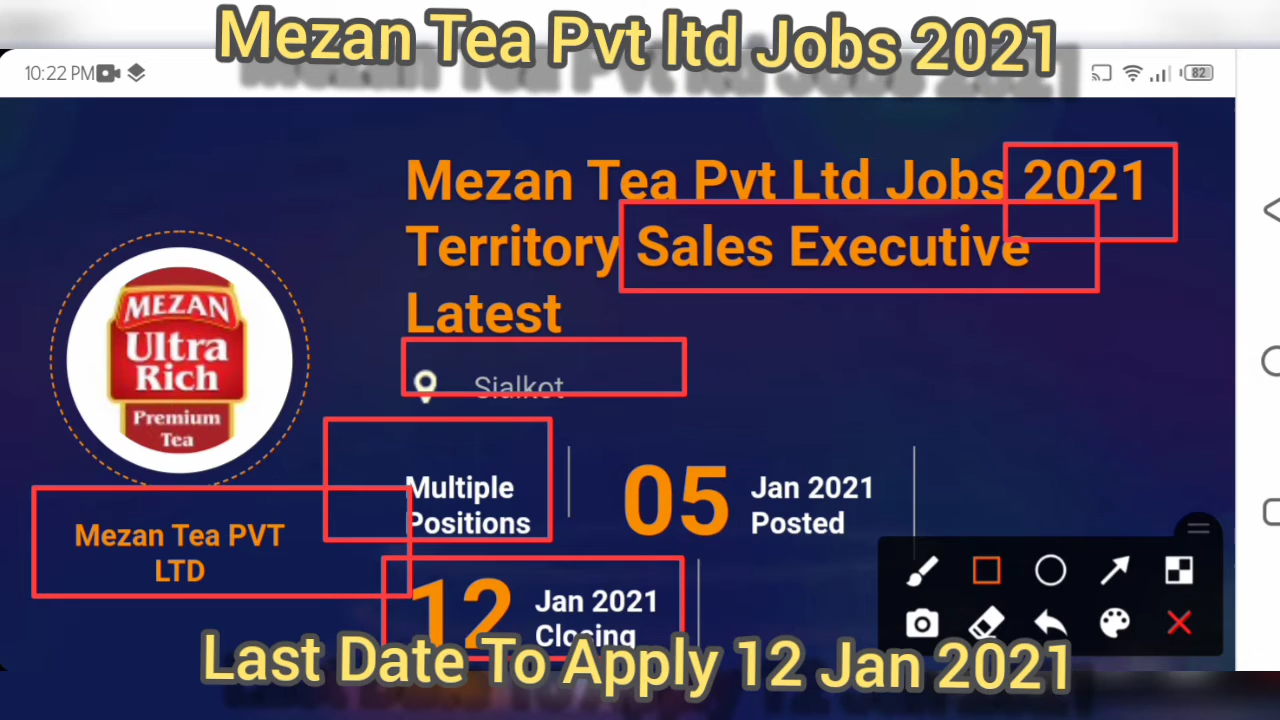 Mezan Tea Pvt ltd Jobs 2021
10:22 PM
82
Mezan Tea Pvt Ltd Jobs 2021
Territory Sales Executive
Latest
Sialkot
MEZAN
Ultra
Rich
Premium
Tea
Mezan Tea PVT
LTD
Multiple
Positions
05
Jan 2021
Posted
12
Jan 2021
Closing
Last Date To Apply 12 Jan 2021